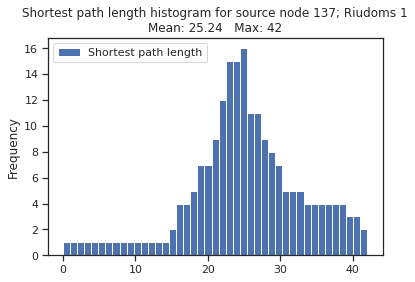 Shortest path length histogram for source node 137; Riudoms 1
Mean: 25.24 Max: 42
Shortest path length
Frequency
16
14
12
10
8
6
4
2
0
0 10 20 30 40